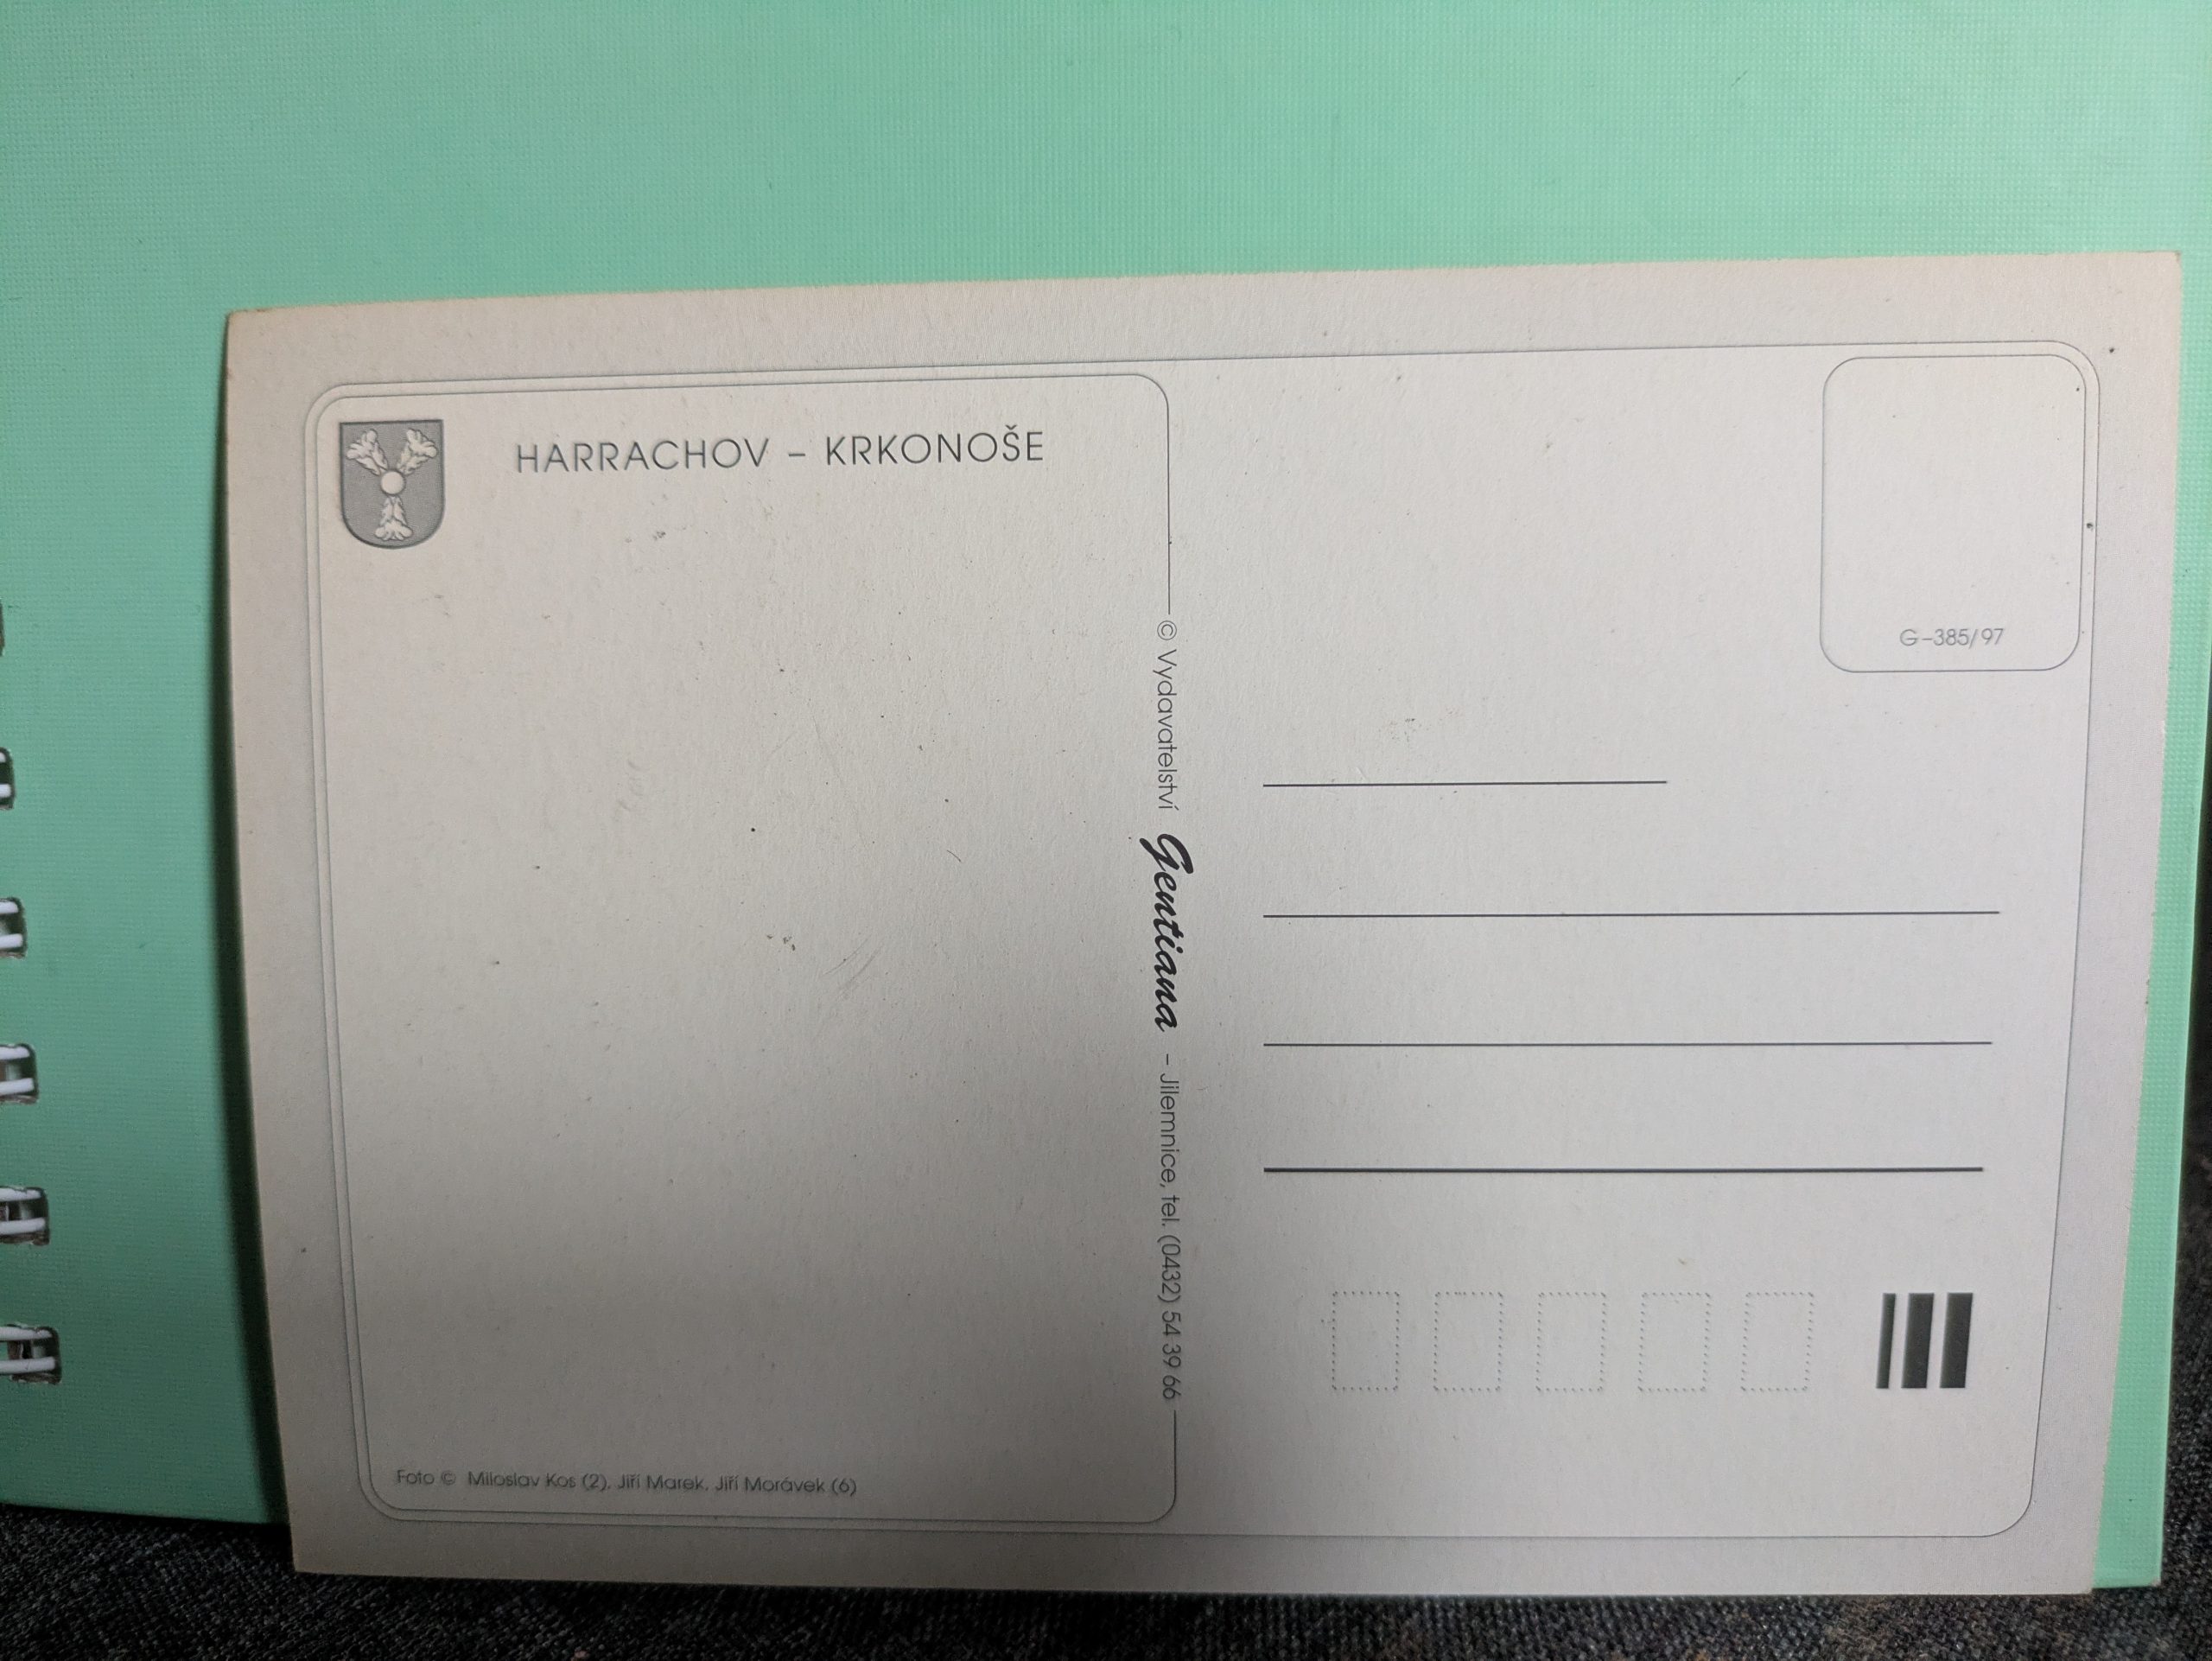 HARRACHOV – KRKONOŠE
Foto © Miloslav Kos (2), Jiří Marek, Jiří Morávek (6)
© Vydavatelství Gentiana – Jilemnice, tel. (0432) 54 39 66
G-385/97